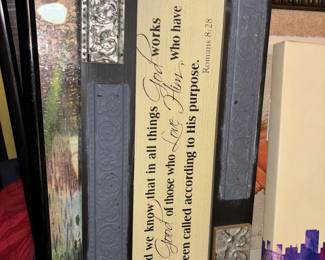 d we know that in all things God works
Good of those who Love Him, who have
een called according to His purpose.
Romans 8:28